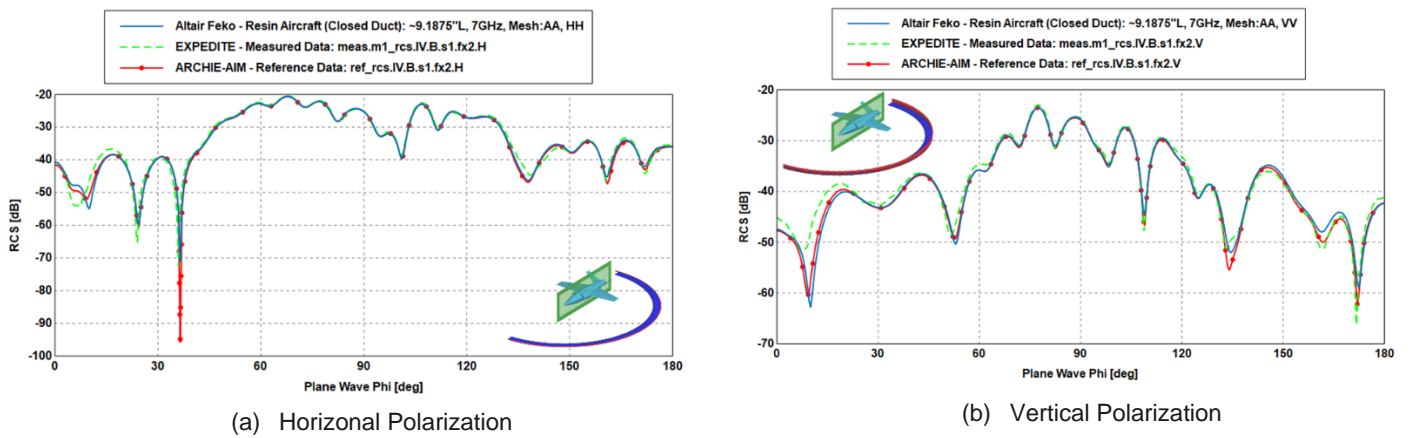 Altair Feko - Resin Aircraft (Closed Duct): ~9.1875"L, 7GHz, Mesh:AA, HH
EXPEDITE - Measured Data: meas.m1_rcs.IV.B.s1.fx2.H
ARCHIE-AIM - Reference Data: ref_rcs.IV.B.s1.fx2.H
-20
-30
-40
-50
-60
-70
-80
-90
-100
RCS [dB]
0 30 60 90 120 150 180
Plane Wave Phi [deg]
(a) Horizonal Polarization
Altair Feko - Resin Aircraft (Closed Duct): ~9.1875"L, 7GHz, Mesh:AA, VV
EXPEDITE - Measured Data: meas.m1_rcs.IV.B.s1.fx2.V
ARCHIE-AIM - Reference Data: ref_rcs.IV.B.s1.fx2.V
-20
-30
-40
-50
-60
-70
RCS [dB]
0 30 60 90 120 150 180
Plane Wave Phi [deg]
(b) Vertical Polarization